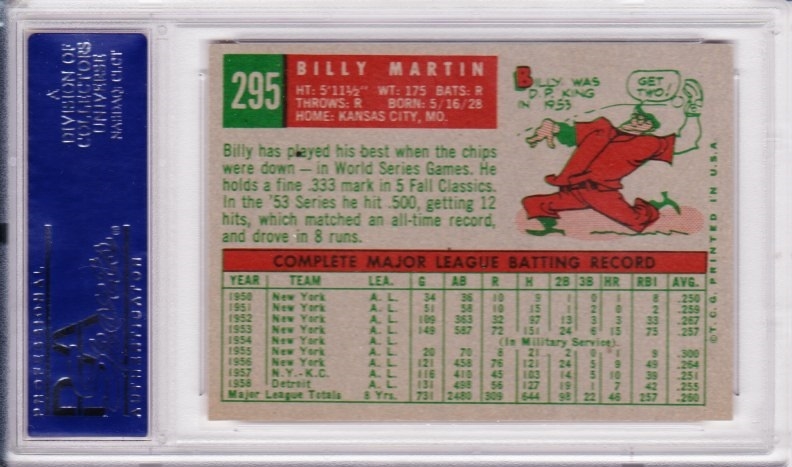 A
DIVISION OF
COLLECTORS
UNIVERSE
NASDAQ: CLCT
295
BILLY MARTIN
HT: 5'11½" WT: 175 BATS: R
THROWS: R BORN: 5/16/28
HOME: KANSAS CITY, MO.
BILLY WAS
D.P. KING
IN 1953
GET
TWO!
Billy has played his best when the chips
were down — in World Series Games. He
holds a fine .333 mark in 5 Fall Classics.
In the '53 Series he hit .500, getting 12
hits, which matched an all-time record,
and drove in 8 runs.
COMPLETE MAJOR LEAGUE BATTING RECORD
YEAR TEAM LEA. G AB R H 2B 3B HR RBI AVG.
1950 New York A. L. 34 36 10 9 1 0 1 8 .250
1951 New York A. L. 51 58 10 15 1 2 0 2 .259
1952 New York A. L. 109 363 32 97 13 3 3 33 .267
1953 New York A. L. 149 587 72 151 24 6 15 75 .257
1954 New York (In Military Service)
1955 New York A. L. 20 70 8 21 2 0 1 9 .300
1956 New York A. L. 121 458 76 121 24 5 9 49 .264
1957 N.Y.-K.C. A. L. 116 410 45 103 14 5 10 39 .251
1958 Detroit A. L. 131 498 56 127 19 1 7 42 .255
Major League Totals 8 Yrs. 731 2480 309 644 98 22 46 257 .260
© T.C.G. PRINTED IN U.S.A.